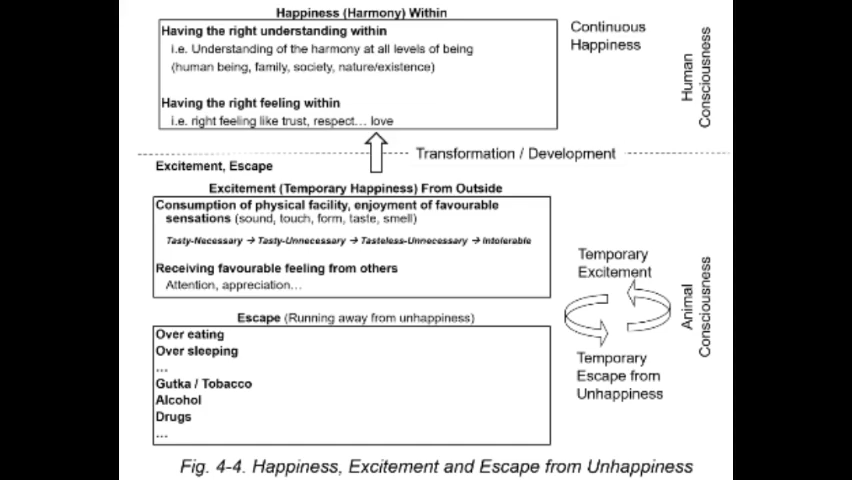 Happiness (Harmony) Within
Having the right understanding within
i.e. Understanding of the harmony at all levels of being
(human being, family, society, nature/existence)
Having the right feeling within
i.e. right feeling like trust, respect... love
Continuous
Happiness
Human
Consciousness
Transformation / Development
Excitement, Escape
Excitement (Temporary Happiness) From Outside
Consumption of physical facility, enjoyment of favourable
sensations (sound, touch, form, taste, smell)
Tasty-Necessary → Tasty-Unnecessary → Tasteless-Unnecessary → Intolerable
Receiving favourable feeling from others
Attention, appreciation...
Escape (Running away from unhappiness)
Over eating
Over sleeping
...
Gutka / Tobacco
Alcohol
Drugs
...
Temporary
Excitement
Temporary
Escape from
Unhappiness
Animal
Consciousness
Fig. 4-4. Happiness, Excitement and Escape from Unhappiness